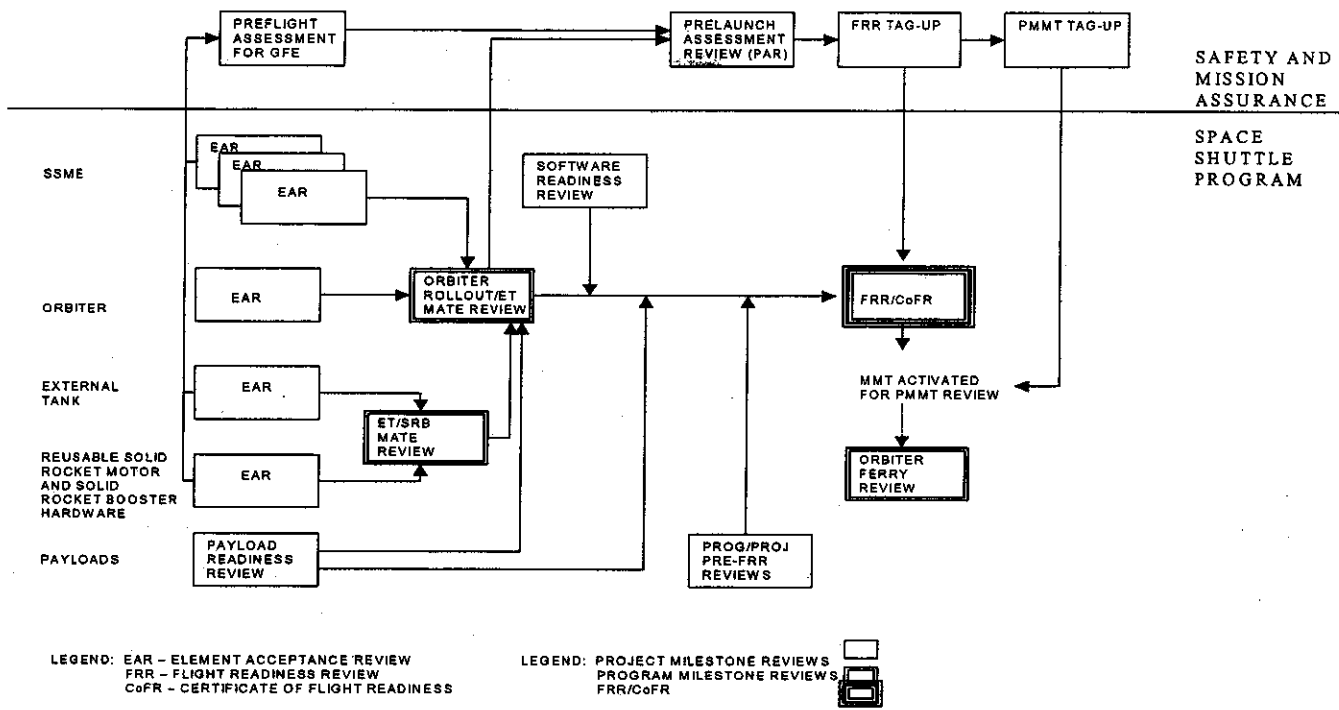 PREFLIGHT
ASSESSMENT
FOR GFE
PRELAUNCH
ASSESSMENT
REVIEW (PAR)
FRR TAG-UP
PMMT TAG-UP
SAFETY AND
MISSION
ASSURANCE
SPACE
SHUTTLE
PROGRAM
SSME
EAR
EAR
EAR
SOFTWARE
READINESS
REVIEW
ORBITER
EAR
ORBITER
ROLLOUT/ET
MATE REVIEW
FRR/CoFR
EXTERNAL
TANK
EAR
MMT ACTIVATED
FOR PMMT REVIEW
ET/SRB
MATE
REVIEW
REUSABLE SOLID
ROCKET MOTOR
AND SOLID
ROCKET BOOSTER
HARDWARE
EAR
ORBITER
FERRY
REVIEW
PAYLOADS
PAYLOAD
READINESS
REVIEW
PROG/PROJ
PRE-FRR
REVIEWS
LEGEND: EAR – ELEMENT ACCEPTANCE REVIEW
FRR – FLIGHT READINESS REVIEW
CoFR – CERTIFICATE OF FLIGHT READINESS
LEGEND: PROJECT MILESTONE REVIEWS
PROGRAM MILESTONE REVIEWS
FRR/CoFR